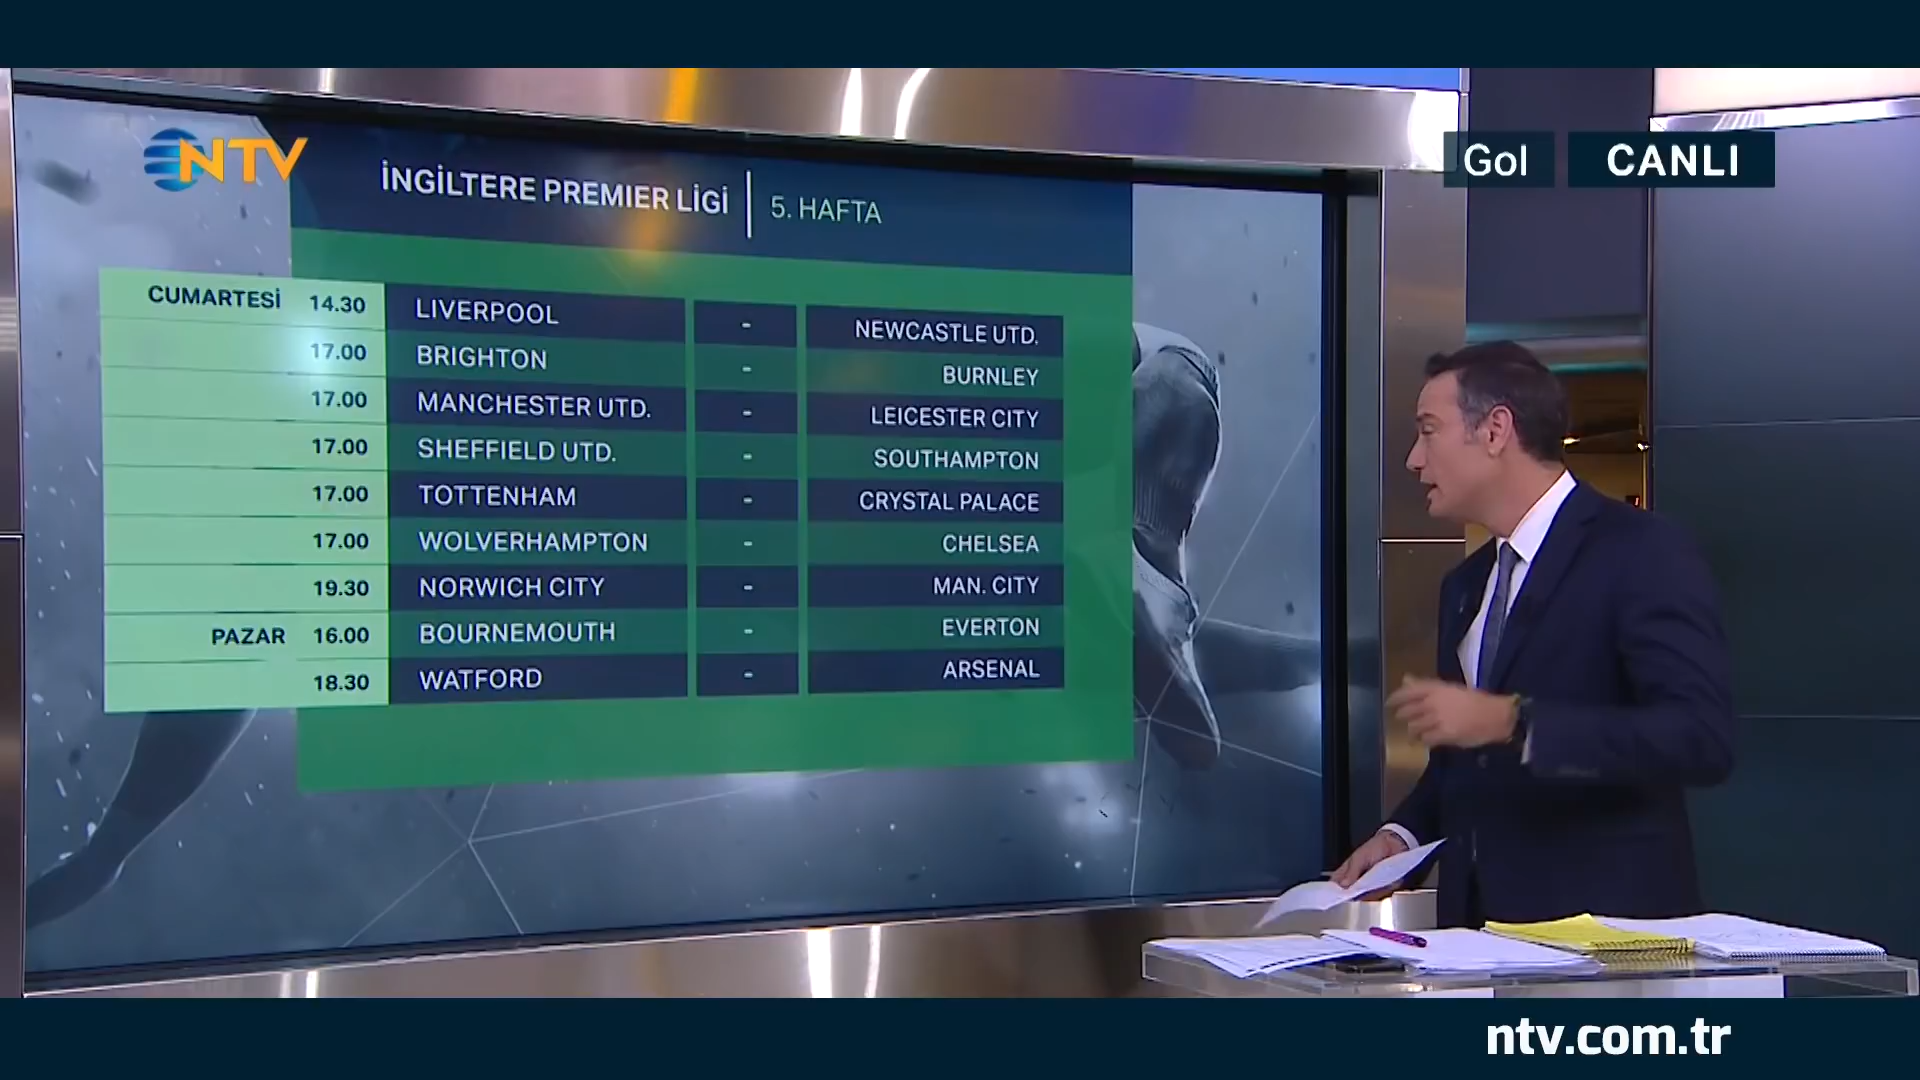 NTV
Gol CANLI
İNGİLTERE PREMIER LİGİ | 5. HAFTA
CUMARTESİ 14.30 LIVERPOOL - NEWCASTLE UTD.
17.00 BRIGHTON - BURNLEY
17.00 MANCHESTER UTD. - LEICESTER CITY
17.00 SHEFFIELD UTD. - SOUTHAMPTON
17.00 TOTTENHAM - CRYSTAL PALACE
17.00 WOLVERHAMPTON - CHELSEA
19.30 NORWICH CITY - MAN. CITY
PAZAR 16.00 BOURNEMOUTH - EVERTON
18.30 WATFORD - ARSENAL
ntv.com.tr